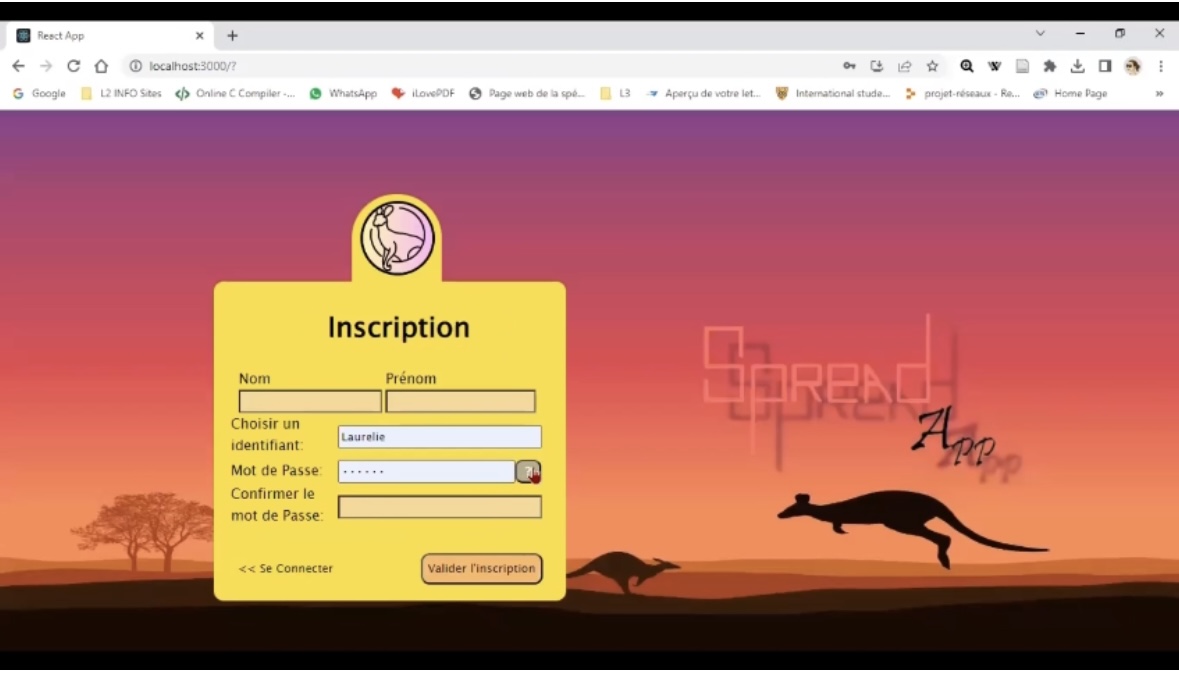 React App
localhost:3000/?
Google L2 INFO Sites Online C Compiler -... WhatsApp iLovePDF Page web de la spé... L3 Aperçu de votre let... International stude... projet-réseaux - Re... Home Page »
Inscription
Nom Prénom
Choisir un
identifiant:
Laurelie
Mot de Passe:
?
Confirmer le
mot de Passe:
<< Se Connecter Valider l'inscription
Spread
App